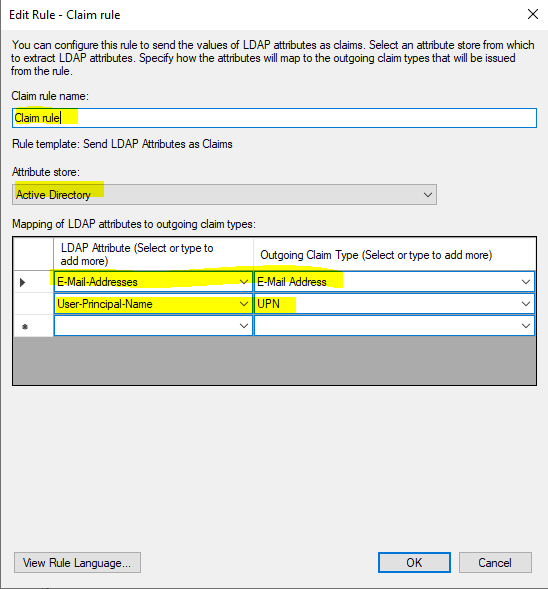 Edit Rule - Claim rule
You can configure this rule to send the values of LDAP attributes as claims. Select an attribute store from which
to extract LDAP attributes. Specify how the attributes will map to the outgoing claim types that will be issued
from the rule.
Claim rule name:
Claim rule
Rule template: Send LDAP Attributes as Claims
Attribute store:
Active Directory
Mapping of LDAP attributes to outgoing claim types:
LDAP Attribute (Select or type to
add more)
Outgoing Claim Type (Select or type to add more)
E-Mail-Addresses
E-Mail Address
User-Principal-Name
UPN
View Rule Language...
OK
Cancel